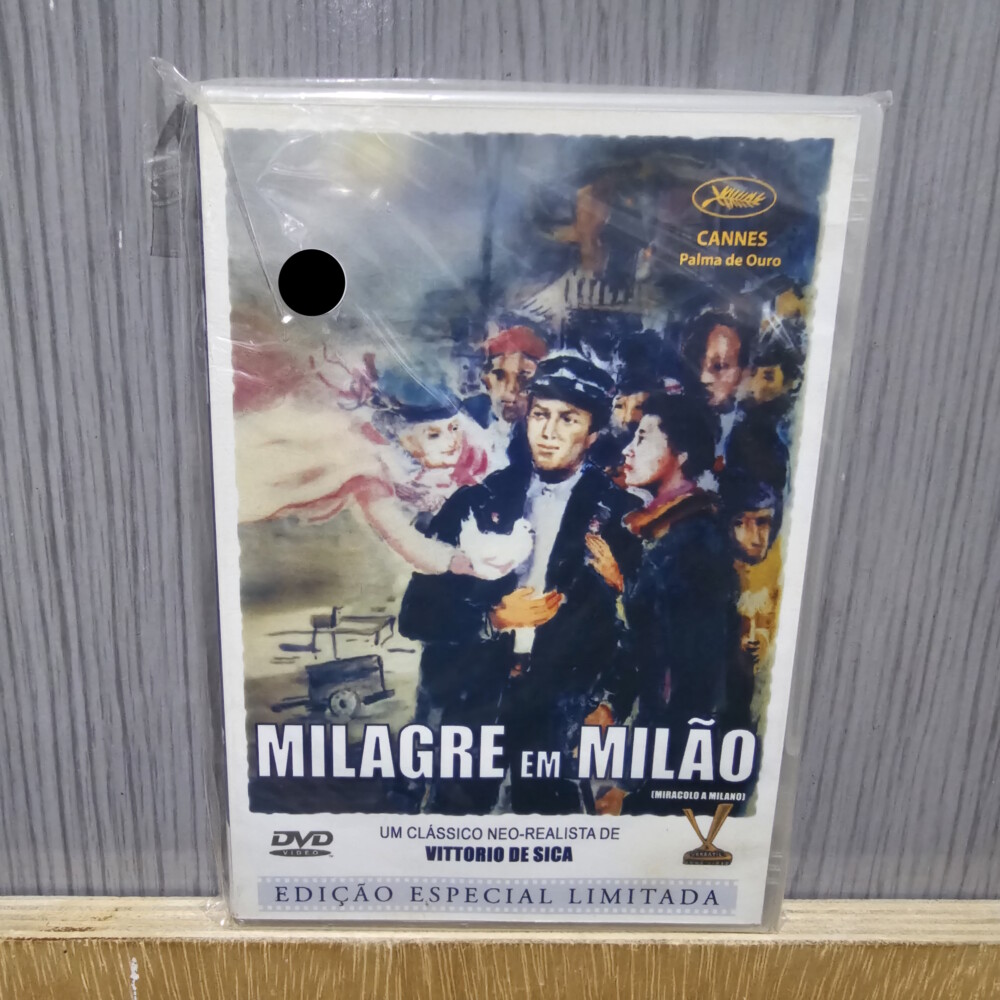 CANNES
Palma de Ouro
MILAGRE EM MILÃO
(MIRACOLO A MILANO)
DVD
VIDEO
UM CLÁSSICO NEO-REALISTA DE
VITTORIO DE SICA
EDIÇÃO ESPECIAL LIMITADA